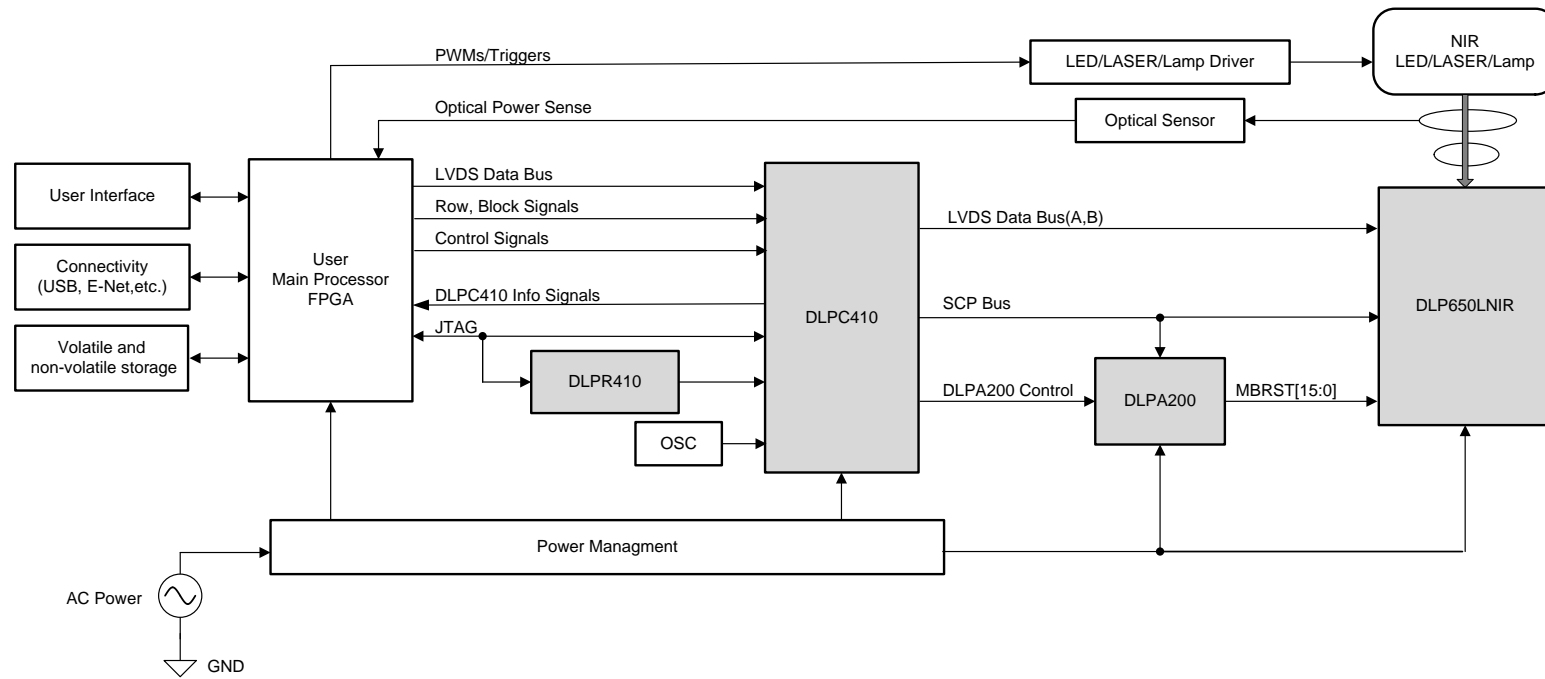 PWMs/Triggers
LED/LASER/Lamp Driver
NIR
LED/LASER/Lamp
Optical Power Sense
Optical Sensor
User Interface
Connectivity
(USB, E-Net,etc.)
Volatile and
non-volatile storage
User
Main Processor
FPGA
LVDS Data Bus
Row, Block Signals
Control Signals
DLPC410 Info Signals
JTAG
DLPR410
OSC
DLPC410
LVDS Data Bus(A,B)
SCP Bus
DLPA200 Control
DLPA200
MBRST[15:0]
DLP650LNIR
Power Managment
AC Power
GND